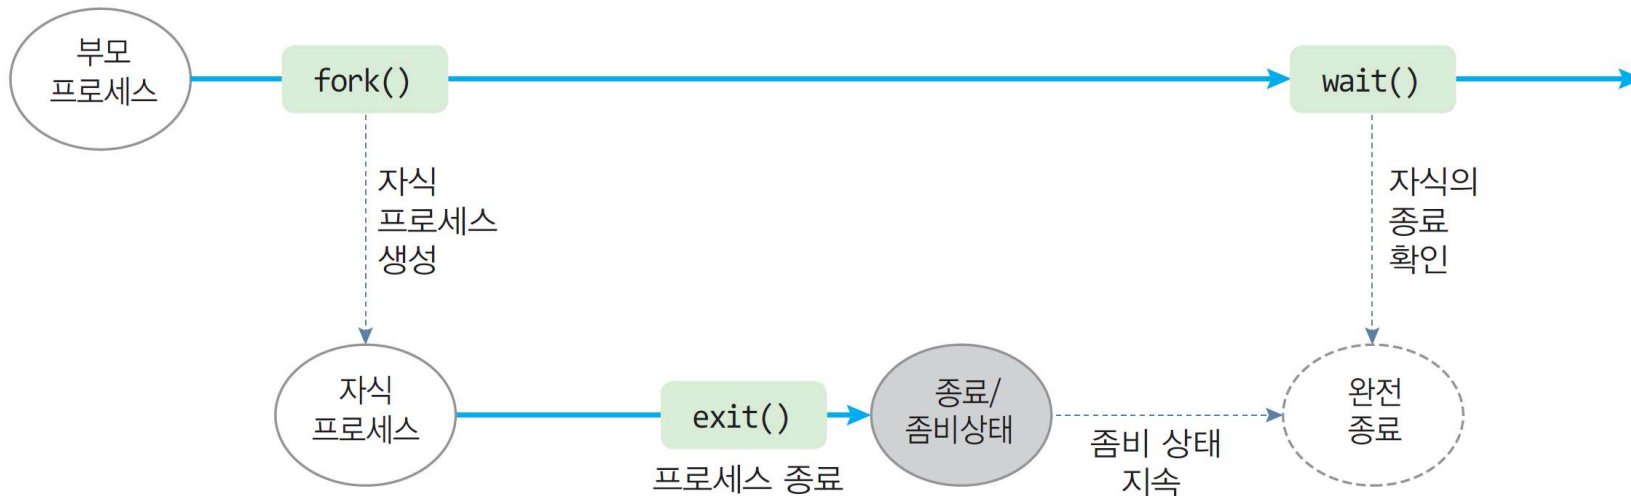 부모
프로세스
fork()
wait()
자식
프로세스
생성
자식의
종료
확인
자식
프로세스
exit()
프로세스 종료
종료/
좀비상태
좀비 상태
지속
완전
종료